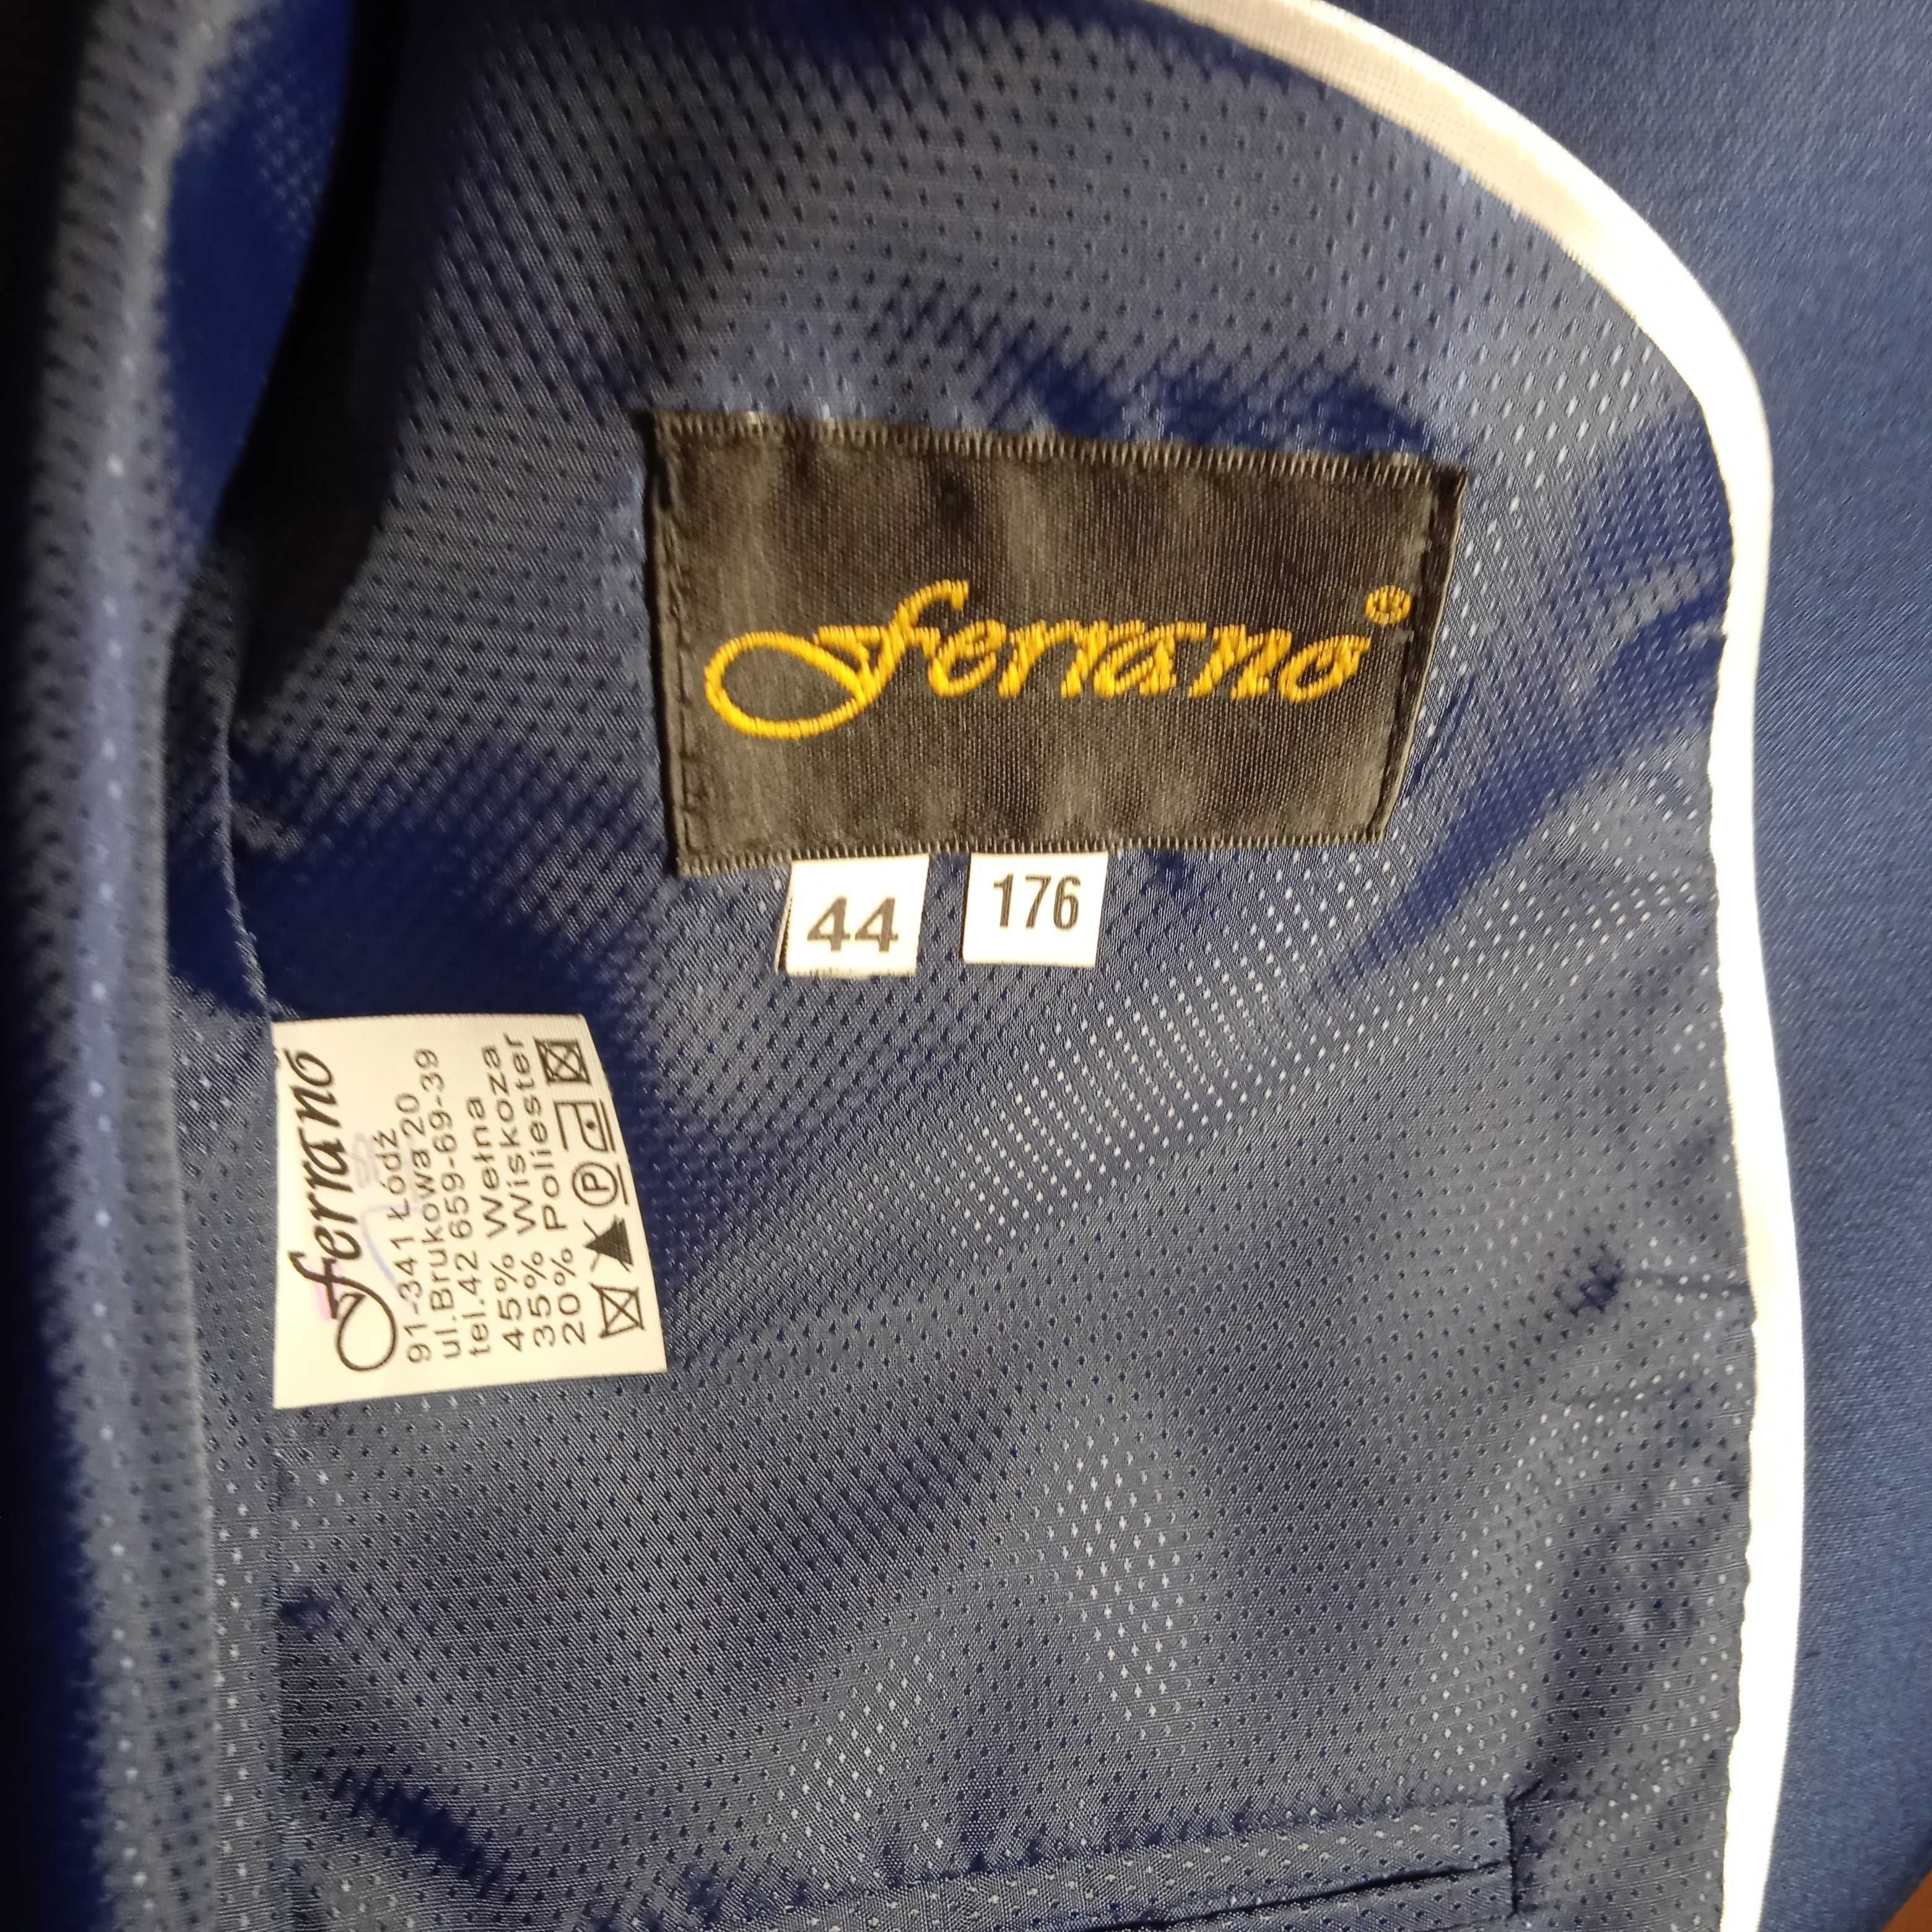 Ferrano
44
176
Ferrano
91-341 Łódź
ul.Brukowa 20
tel.42 659-69-39
45% Wełna
35% Wiskoza
20% Poliester
P